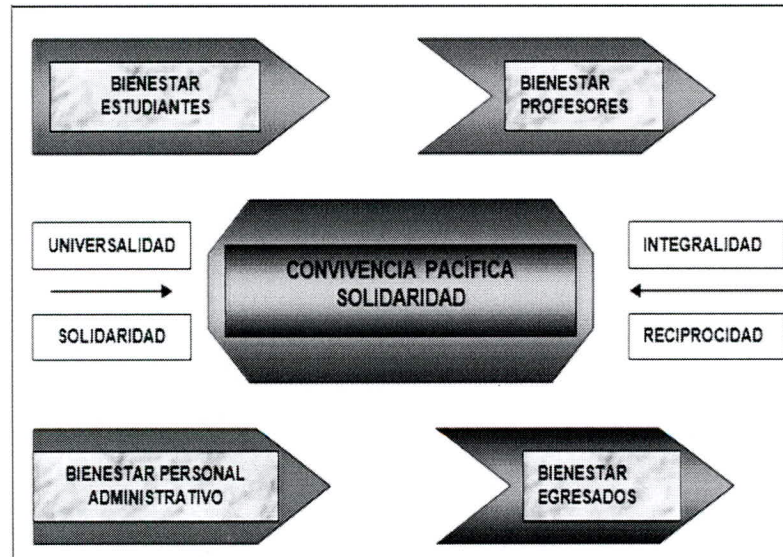 BIENESTAR
ESTUDIANTES
BIENESTAR
PROFESORES
UNIVERSALIDAD
SOLIDARIDAD
CONVIVENCIA PACÍFICA
SOLIDARIDAD
INTEGRALIDAD
RECIPROCIDAD
BIENESTAR PERSONAL
ADMINISTRATIVO
BIENESTAR
EGRESADOS